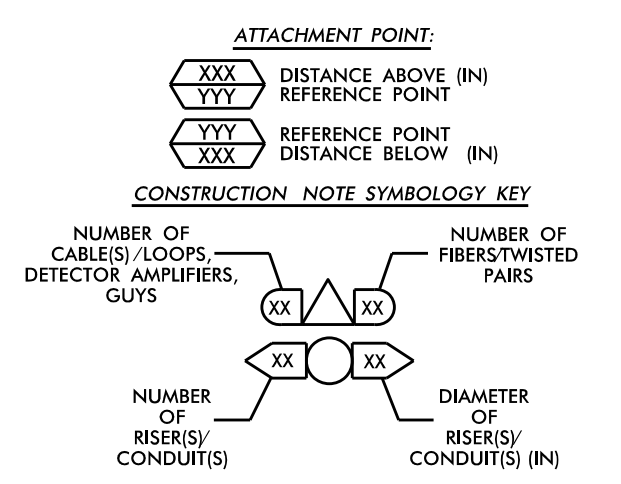 ATTACHMENT POINT:
XXX DISTANCE ABOVE (IN)
YYY REFERENCE POINT
YYY REFERENCE POINT
XXX DISTANCE BELOW (IN)
CONSTRUCTION NOTE SYMBOLOGY KEY
NUMBER OF
CABLE(S)/LOOPS,
DETECTOR AMPLIFIERS,
GUYS
NUMBER OF
FIBERS/TWISTED
PAIRS
XX XX
XX XX
NUMBER
OF
RISER(S)/
CONDUIT(S)
DIAMETER
OF
RISER(S)/
CONDUIT(S) (IN)